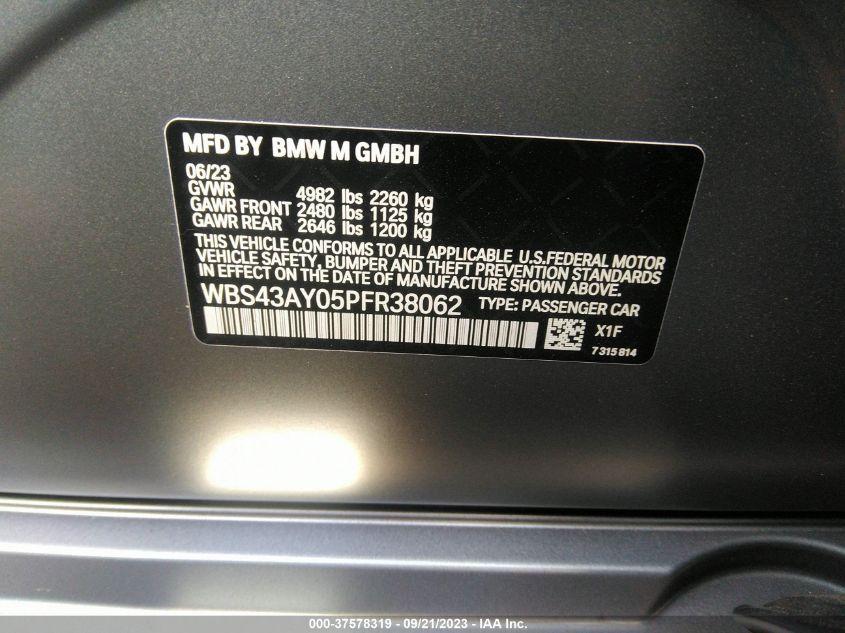 MFD BY BMW M GMBH
06/23
GVWR 4982 lbs 2260 kg
GAWR FRONT 2480 lbs 1125 kg
GAWR REAR 2646 lbs 1200 kg
THIS VEHICLE CONFORMS TO ALL APPLICABLE U.S.FEDERAL MOTOR
VEHICLE SAFETY, BUMPER AND THEFT PREVENTION STANDARDS
IN EFFECT ON THE DATE OF MANUFACTURE SHOWN ABOVE.
WBS43AY05PFR38062 TYPE: PASSENGER CAR
X1F
7315814
000-37578319 - 09/21/2023 - IAA Inc.